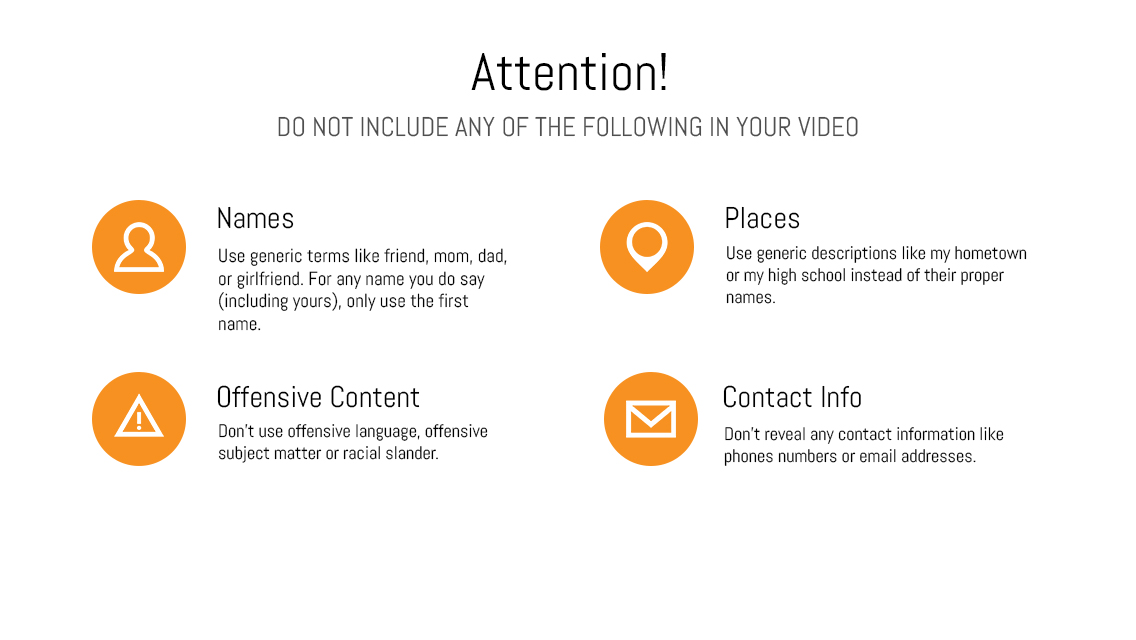 Attention!
DO NOT INCLUDE ANY OF THE FOLLOWING IN YOUR VIDEO
Names
Use generic terms like friend, mom, dad,
or girlfriend. For any name you do say
(including yours), only use the first
name.
Places
Use generic descriptions like my hometown
or my high school instead of their proper
names.
Offensive Content
Don't use offensive language, offensive
subject matter or racial slander.
Contact Info
Don't reveal any contact information like
phones numbers or email addresses.